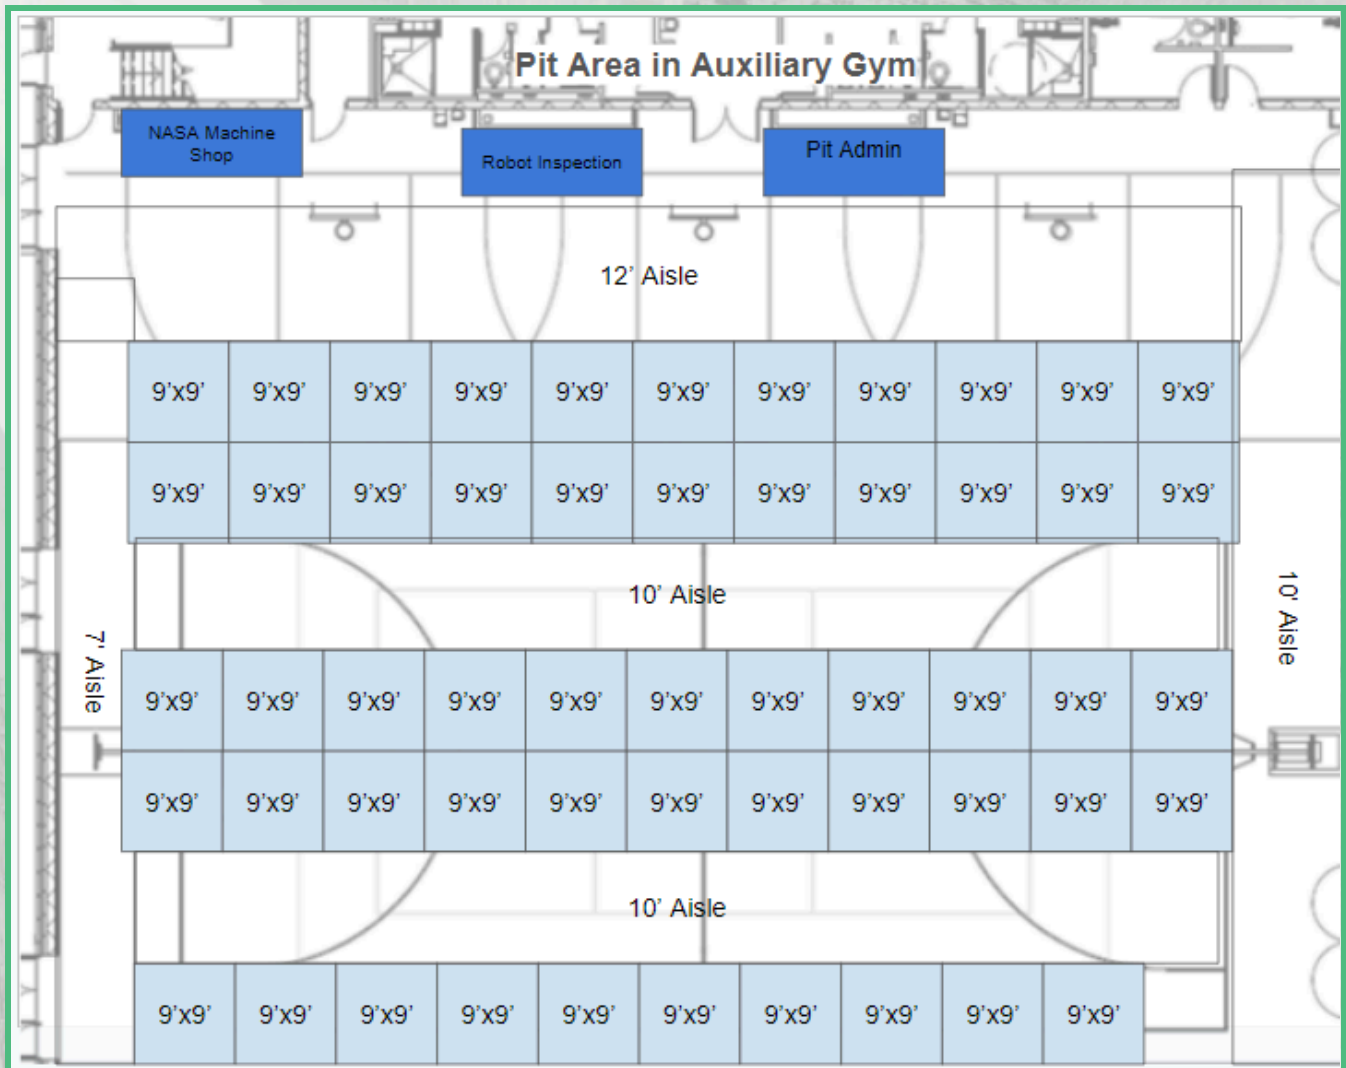 Pit Area in Auxiliary Gym
NASA Machine
Shop
Robot Inspection
Pit Admin
12’ Aisle
9’x9’ 9’x9’ 9’x9’ 9’x9’ 9’x9’ 9’x9’ 9’x9’ 9’x9’ 9’x9’ 9’x9’ 9’x9’
9’x9’ 9’x9’ 9’x9’ 9’x9’ 9’x9’ 9’x9’ 9’x9’ 9’x9’ 9’x9’ 9’x9’ 9’x9’
10’ Aisle
10’ Aisle
7’ Aisle
9’x9’ 9’x9’ 9’x9’ 9’x9’ 9’x9’ 9’x9’ 9’x9’ 9’x9’ 9’x9’ 9’x9’ 9’x9’
9’x9’ 9’x9’ 9’x9’ 9’x9’ 9’x9’ 9’x9’ 9’x9’ 9’x9’ 9’x9’ 9’x9’ 9’x9’
10’ Aisle
9’x9’ 9’x9’ 9’x9’ 9’x9’ 9’x9’ 9’x9’ 9’x9’ 9’x9’ 9’x9’ 9’x9’